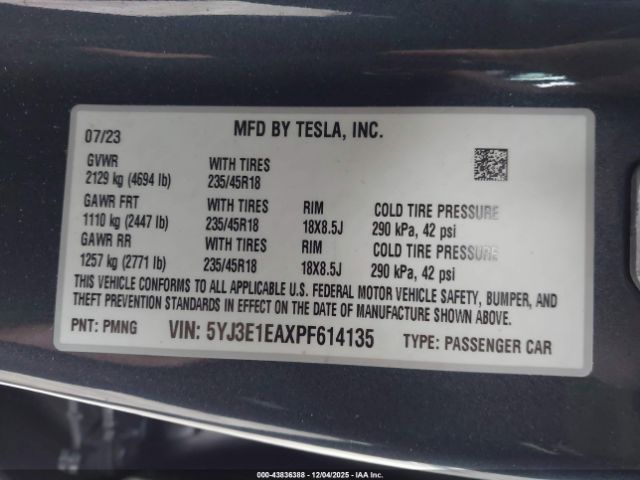 07/23 MFD BY TESLA, INC.
GVWR WITH TIRES
2129 kg (4694 lb) 235/45R18
GAWR FRT WITH TIRES RIM COLD TIRE PRESSURE
1110 kg (2447 lb) 235/45R18 18X8.5J 290 kPa, 42 psi
GAWR RR WITH TIRES RIM COLD TIRE PRESSURE
1257 kg (2771 lb) 235/45R18 18X8.5J 290 kPa, 42 psi
THIS VEHICLE CONFORMS TO ALL APPLICABLE U.S. FEDERAL MOTOR VEHICLE SAFETY, BUMPER, AND
THEFT PREVENTION STANDARDS IN EFFECT ON THE DATE OF MANUFACTURE SHOWN ABOVE.
PNT: PMNG VIN: 5YJ3E1EAXPF614135 TYPE: PASSENGER CAR
000-43836388 - 12/04/2025 - IAA Inc.